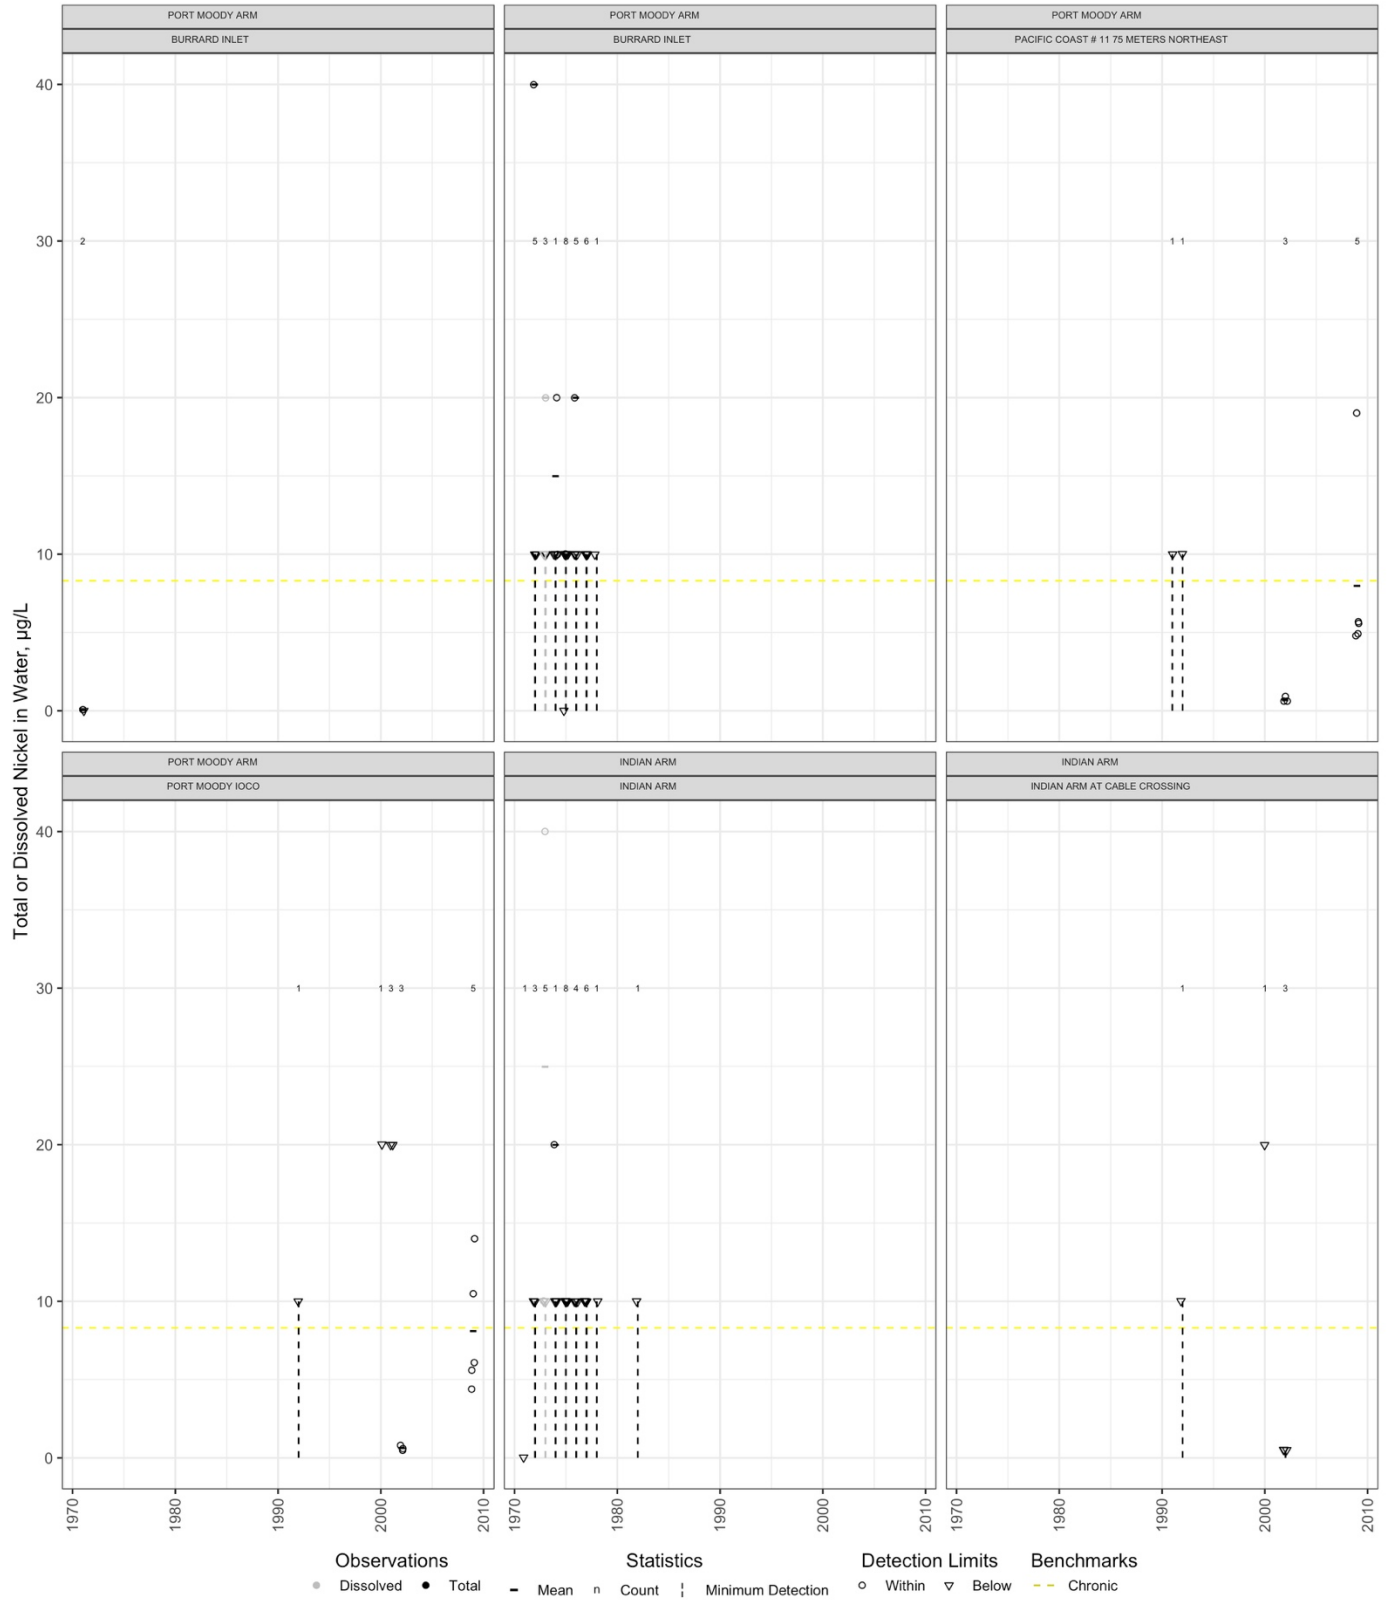 PORT MOODY ARM PORT MOODY ARM PORT MOODY ARM
BURRARD INLET BURRARD INLET PACIFIC COAST # 11 75 METERS NORTHEAST
40
2 5 3 1 8 5 6 1 1 1 3 5
30
20
10
0
Total or Dissolved Nickel in Water, µg/L
PORT MOODY ARM INDIAN ARM INDIAN ARM
PORT MOODY IOCO INDIAN ARM INDIAN ARM AT CABLE CROSSING
40
30
1 1 3 3 5 1 3 5 1 8 4 6 1 1 1 1 3
20
10
0
1970 1980 1990 2000 2010 1970 1980 1990 2000 2010 1970 1980 1990 2000 2010
Observations Statistics Detection Limits Benchmarks
Dissolved Total Mean n Count Minimum Detection Within Below Chronic